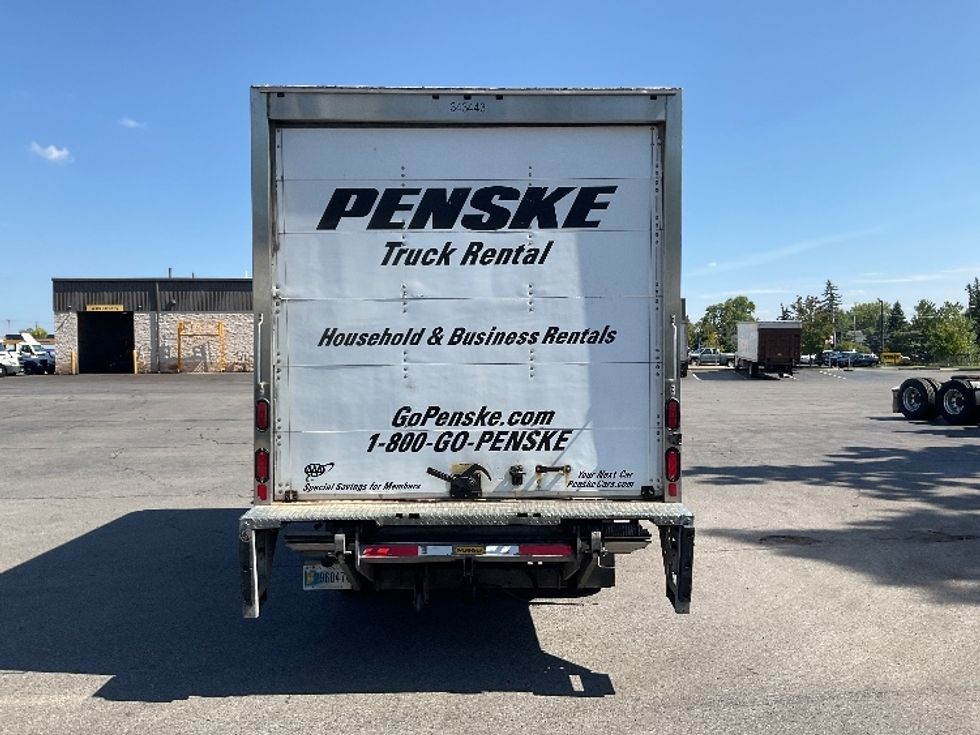 343443
PENSKE
Truck Rental
Household & Business Rentals
GoPenske.com
1-800-GO-PENSKE
AAA
Special Savings for Members
Your Next Car
PenskeCars.com